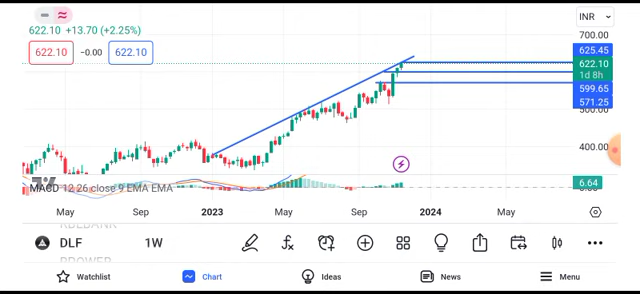 INR
622.10 +13.70 (+2.25%)
622.10 −0.00 622.10
700.00
625.45
622.10
1d 8h
599.65
571.25
500.00
400.00
MACD 12 26 close 9 EMA EMA
6.64
May Sep 2023 May Sep 2024 May
DLF 1W
Watchlist Chart Ideas News Menu